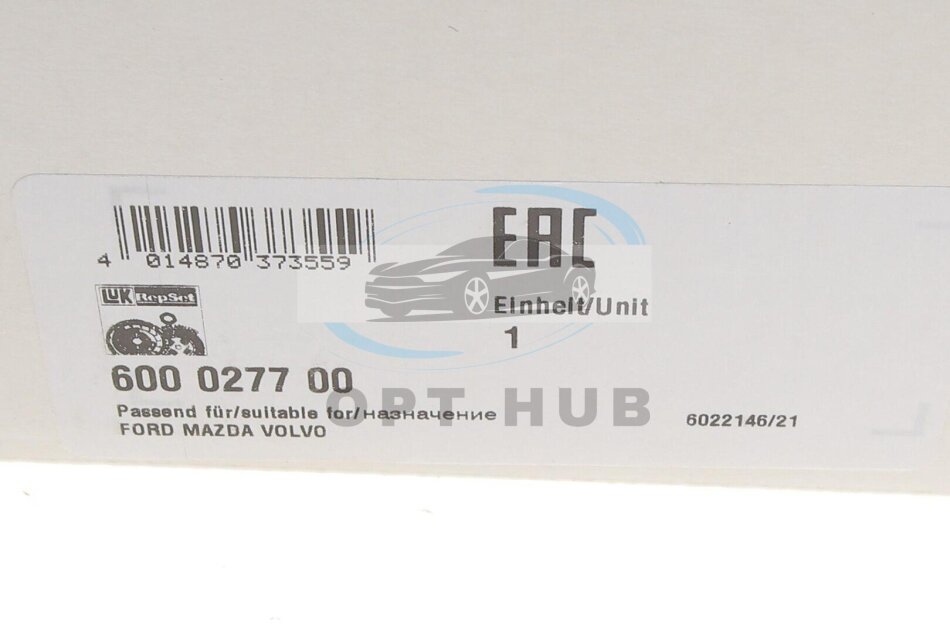 4 014870 373559
EAC
LUK RepSet
Einheit/Unit
1
600 0277 00
Passend für/suitable for/назначение
FORD MAZDA VOLVO
6022146/21
OPT HUB